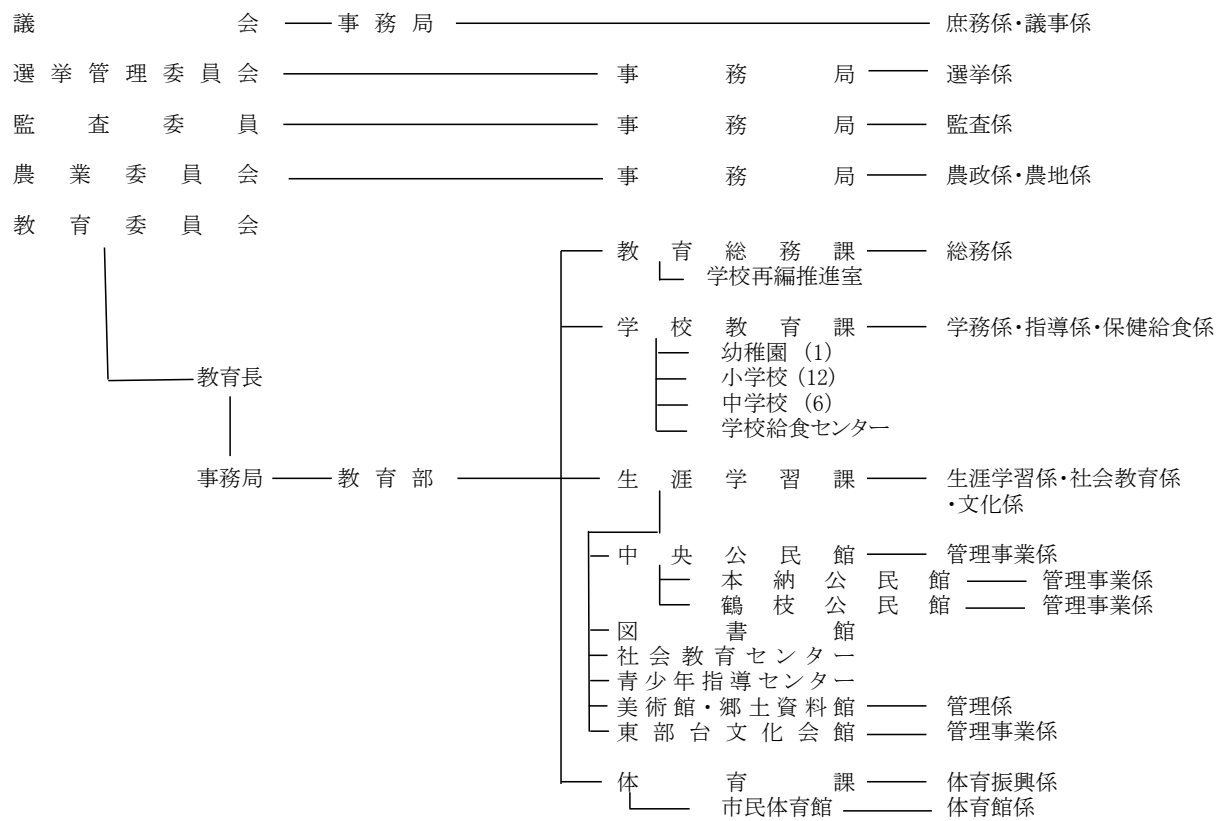 議会 事務局 庶務係・議事係
選挙管理委員会 事務局 選挙係
監査委員 事務局 監査係
農業委員会 事務局 農政係・農地係
教育委員会
教育総務課 総務係
学校再編推進室
学校教育課 学務係・指導係・保健給食係
幼稚園 (1)
小学校 (12)
教育長
中学校 (6)
学校給食センター
事務局 教育部 生涯学習課 生涯学習係・社会教育係
・文化係
中央公民館 管理事業係
本納公民館 管理事業係
鶴枝公民館 管理事業係
図書館
社会教育センター
青少年指導センター
美術館・郷土資料館 管理係
東部台文化会館 管理事業係
体育課 体育振興係
市民体育館 体育館係